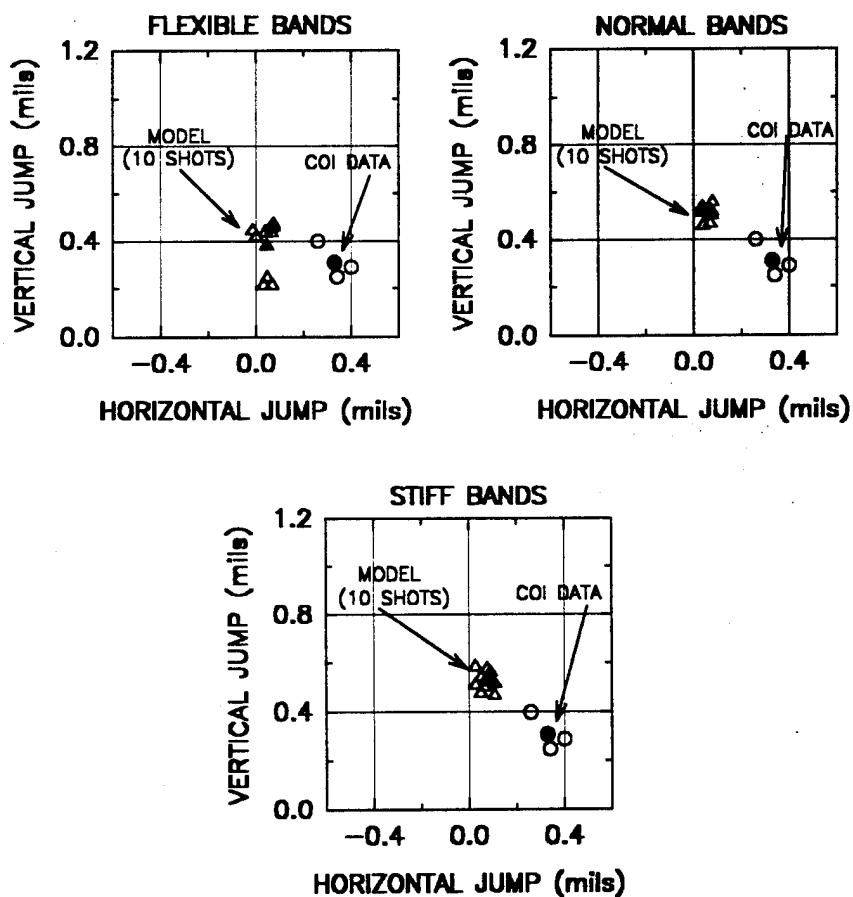 FLEXIBLE BANDS
1.2
0.8
0.4
0.0
VERTICAL JUMP (mils)
MODEL
(10 SHOTS)
COI DATA
−0.4 0.0 0.4
HORIZONTAL JUMP (mils)
NORMAL BANDS
1.2
0.8
0.4
0.0
VERTICAL JUMP (mils)
MODEL
(10 SHOTS)
COI DATA
−0.4 0.0 0.4
HORIZONTAL JUMP (mils)
STIFF BANDS
1.2
0.8
0.4
0.0
VERTICAL JUMP (mils)
MODEL
(10 SHOTS)
COI DATA
−0.4 0.0 0.4
HORIZONTAL JUMP (mils)